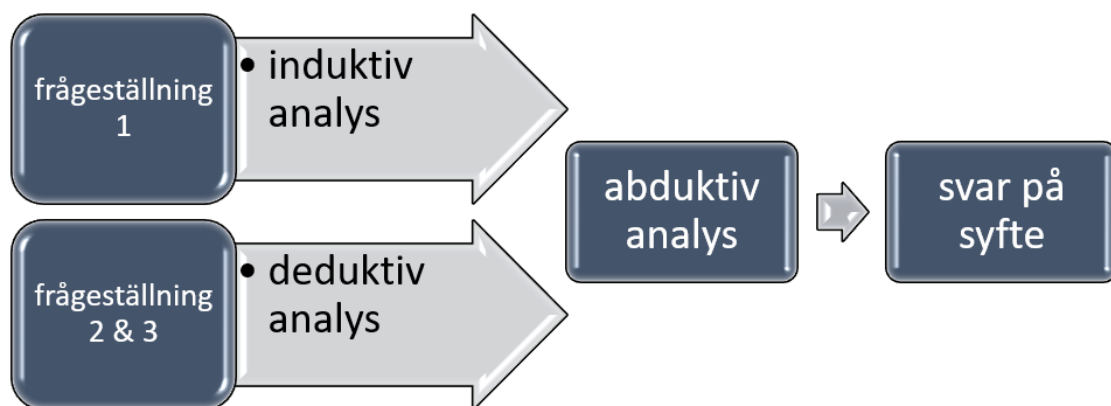 frågeställning
1
• induktiv
analys
frågeställning
2 & 3
• deduktiv
analys
abduktiv
analys
svar på
syfte